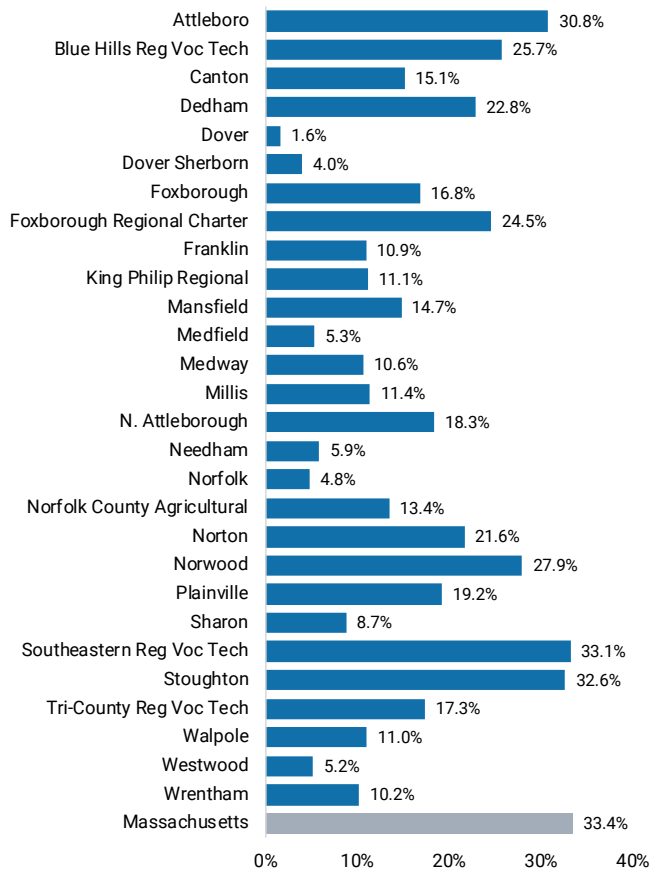 Attleboro 30.8%
Blue Hills Reg Voc Tech 25.7%
Canton 15.1%
Dedham 22.8%
Dover 1.6%
Dover Sherborn 4.0%
Foxborough 16.8%
Foxborough Regional Charter 24.5%
Franklin 10.9%
King Philip Regional 11.1%
Mansfield 14.7%
Medfield 5.3%
Medway 10.6%
Millis 11.4%
N. Attleborough 18.3%
Needham 5.9%
Norfolk 4.8%
Norfolk County Agricultural 13.4%
Norton 21.6%
Norwood 27.9%
Plainville 19.2%
Sharon 8.7%
Southeastern Reg Voc Tech 33.1%
Stoughton 32.6%
Tri-County Reg Voc Tech 17.3%
Walpole 11.0%
Westwood 5.2%
Wrentham 10.2%
Massachusetts 33.4%
0% 10% 20% 30% 40%